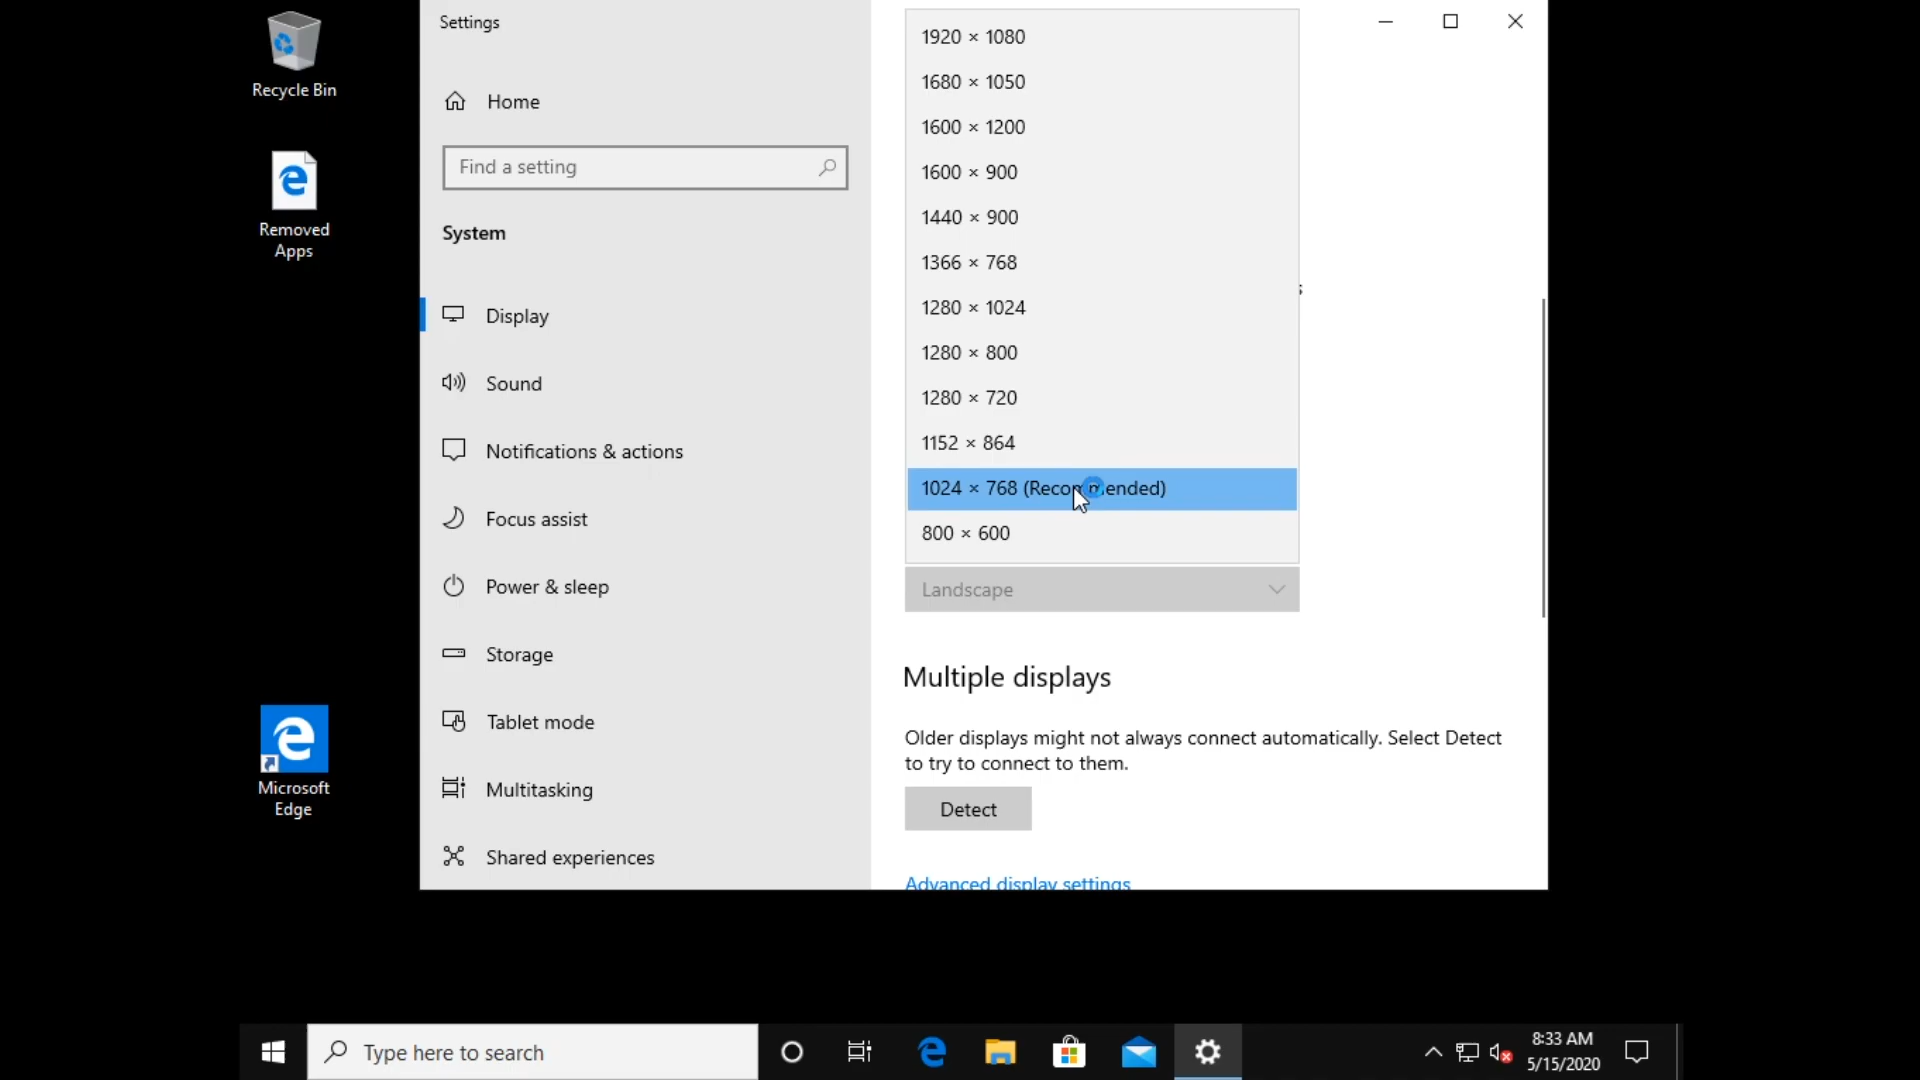 Recycle Bin
Removed
Apps
Microsoft
Edge
Settings
Home
Find a setting
System
Display
Sound
Notifications & actions
Focus assist
Power & sleep
Storage
Tablet mode
Multitasking
Shared experiences
1920 × 1080
1680 × 1050
1600 × 1200
1600 × 900
1440 × 900
1366 × 768
1280 × 1024
1280 × 800
1280 × 720
1152 × 864
1024 × 768 (Recommended)
800 × 600
Landscape
Multiple displays
Older displays might not always connect automatically. Select Detect
to try to connect to them.
Detect
Advanced display settings
Type here to search
8:33 AM
5/15/2020